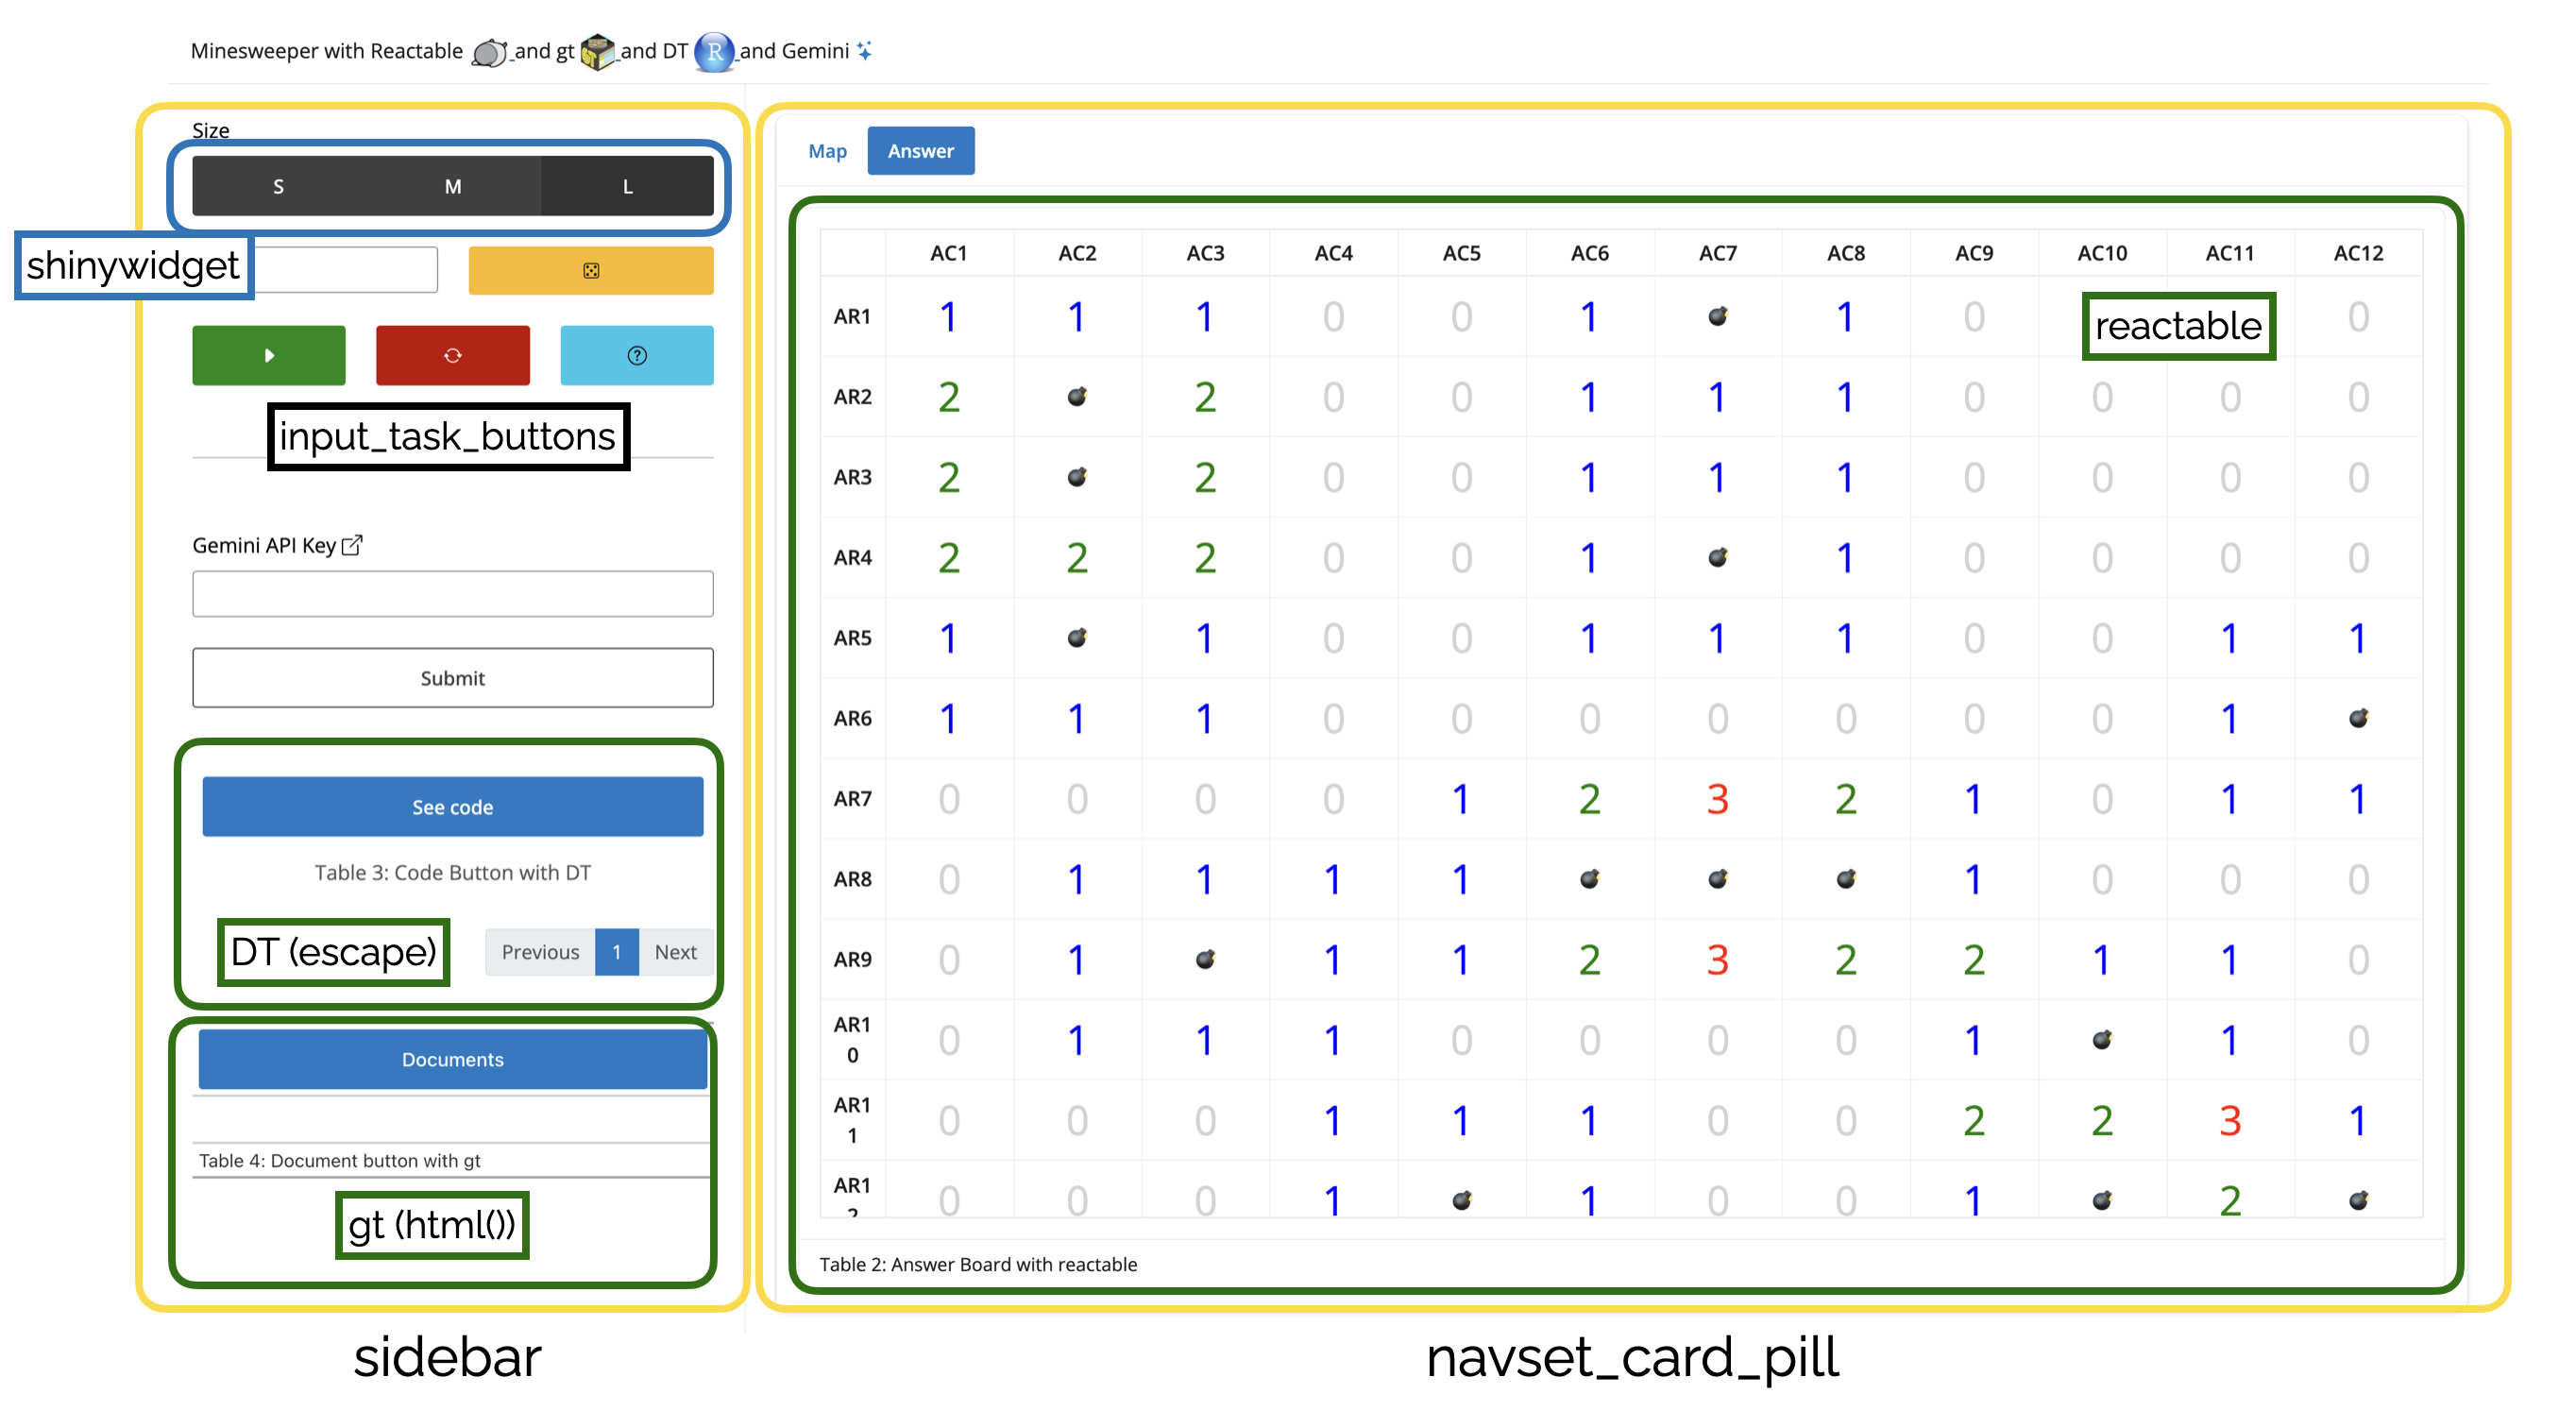 Minesweeper with Reactable and gt and DT R and Gemini
Size
S M L
shinywidget
input_task_buttons
Gemini API Key
Submit
See code
Table 3: Code Button with DT
DT (escape)
Previous 1 Next
Documents
Table 4: Document button with gt
gt (html())
sidebar
Map Answer
AC1 AC2 AC3 AC4 AC5 AC6 AC7 AC8 AC9 AC10 AC11 AC12
AR1 1 1 1 0 0 1 1 0 0
reactable
AR2 2 2 0 0 1 1 1 0 0 0 0
AR3 2 2 0 0 1 1 1 0 0 0 0
AR4 2 2 2 0 0 1 1 0 0 0 0
AR5 1 1 0 0 1 1 1 0 0 1 1
AR6 1 1 1 0 0 0 0 0 0 0 1
AR7 0 0 0 0 1 2 3 2 1 0 1 1
AR8 0 1 1 1 1 1 0 0 0
AR9 0 1 1 1 2 3 2 2 1 1 0
AR1
0 0 1 1 1 0 0 0 0 1 1 0
AR1
1 0 0 0 1 1 1 0 0 2 2 3 1
AR1
2 0 0 0 1 1 0 0 1 2
Table 2: Answer Board with reactable
navset_card_pill